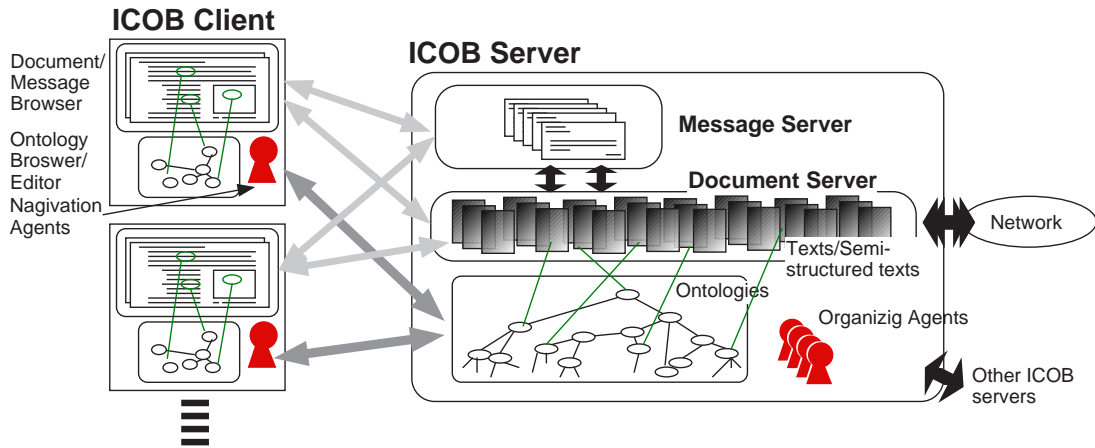 ICOB Client
Document/
Message
Browser
Ontology
Broswer/
Editor
Nagivation
Agents
ICOB Server
Message Server
Document Server
Texts/Semi-
structured texts
Ontologies
Organizig Agents
Network
Other ICOB
servers